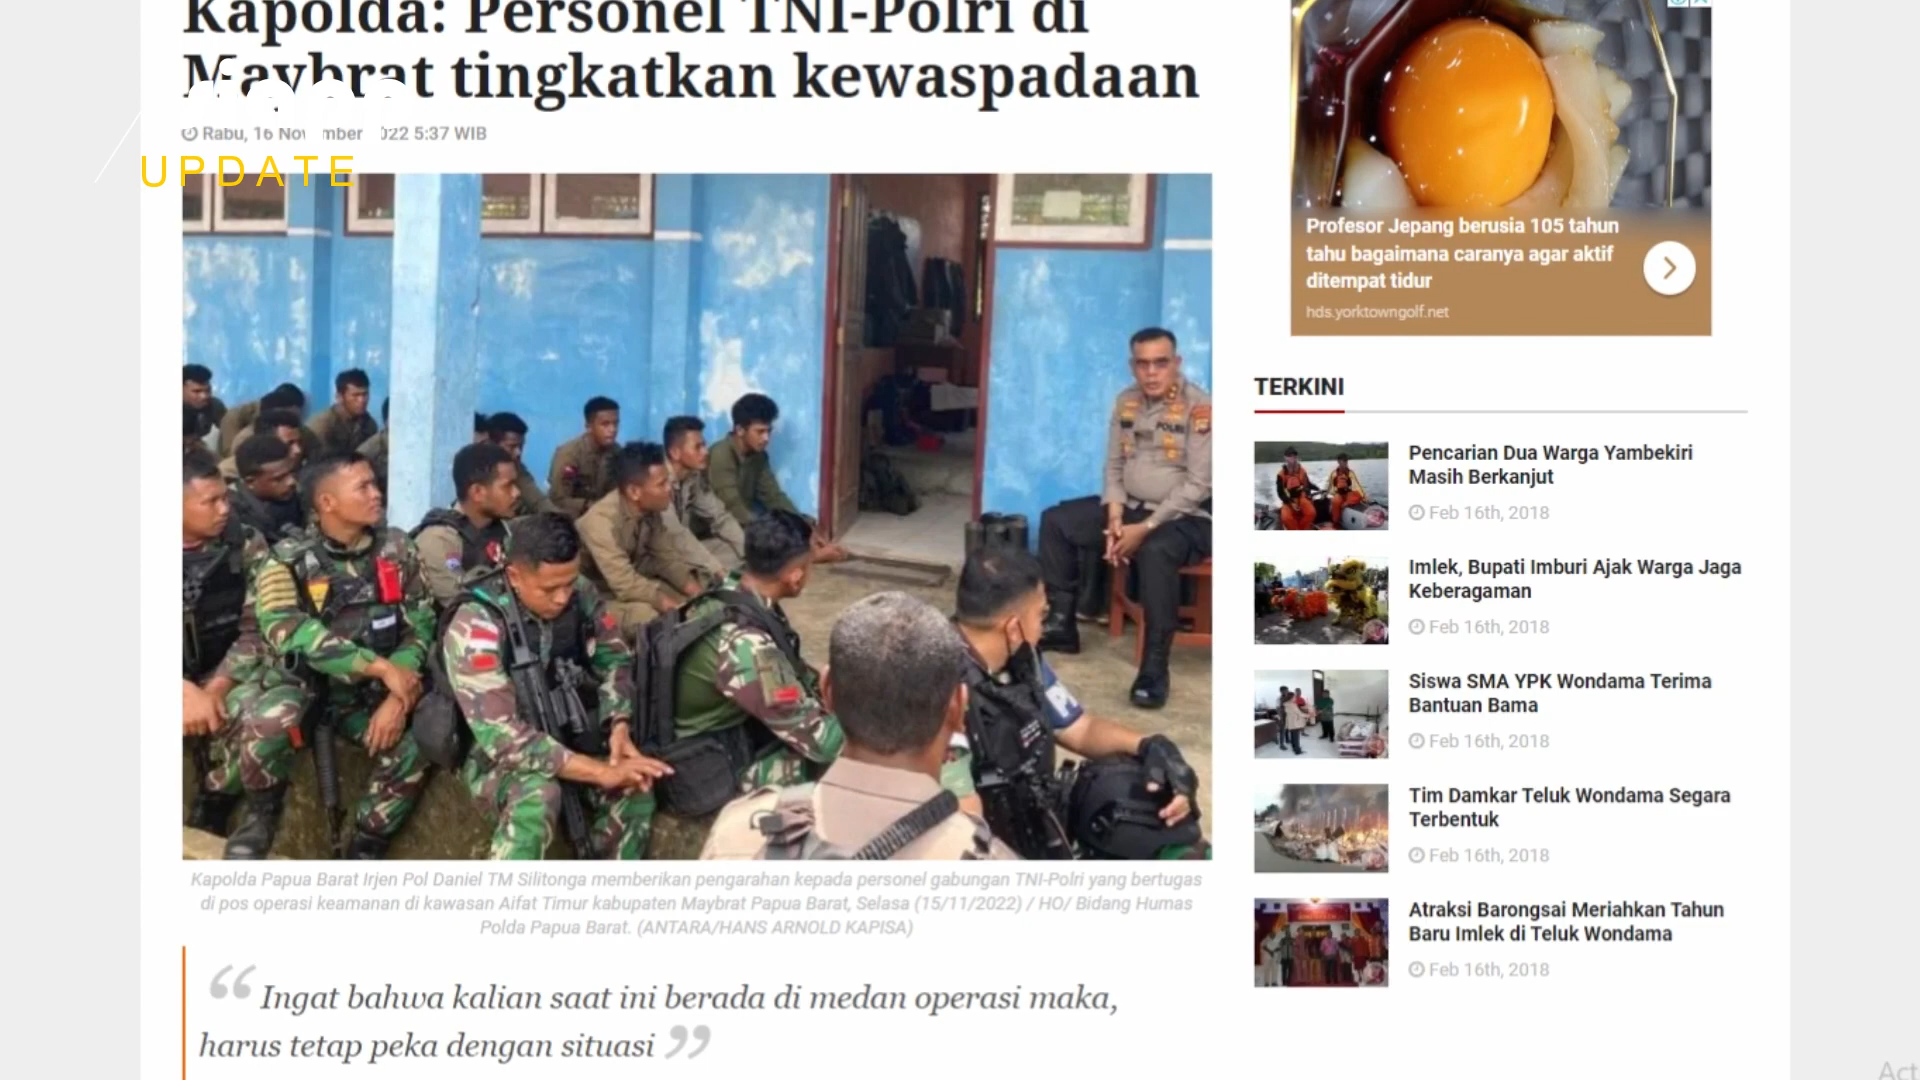 Kapolda: Personel TNI-Polri di
Maybrat tingkatkan kewaspadaan
Rabu, 16 November 2022 5:37 WIB
UPDATE
POLISI
Kapolda Papua Barat Irjen Pol Daniel TM Silitonga memberikan pengarahan kepada personel gabungan TNI-Polri yang bertugas
di pos operasi keamanan di kawasan Aifat Timur kabupaten Maybrat Papua Barat, Selasa (15/11/2022) / HO/ Bidang Humas
Polda Papua Barat. (ANTARA/HANS ARNOLD KAPISA)
“ Ingat bahwa kalian saat ini berada di medan operasi maka,
harus tetap peka dengan situasi ”
Profesor Jepang berusia 105 tahun
tahu bagaimana caranya agar aktif
ditempat tidur
hds.yorktowngolf.net
TERKINI
Pencarian Dua Warga Yambekiri
Masih Berkanjut
Feb 16th, 2018
Imlek, Bupati Imburi Ajak Warga Jaga
Keberagaman
Feb 16th, 2018
Siswa SMA YPK Wondama Terima
Bantuan Bama
Feb 16th, 2018
Tim Damkar Teluk Wondama Segara
Terbentuk
Feb 16th, 2018
Atraksi Barongsai Meriahkan Tahun
Baru Imlek di Teluk Wondama
Feb 16th, 2018
Act